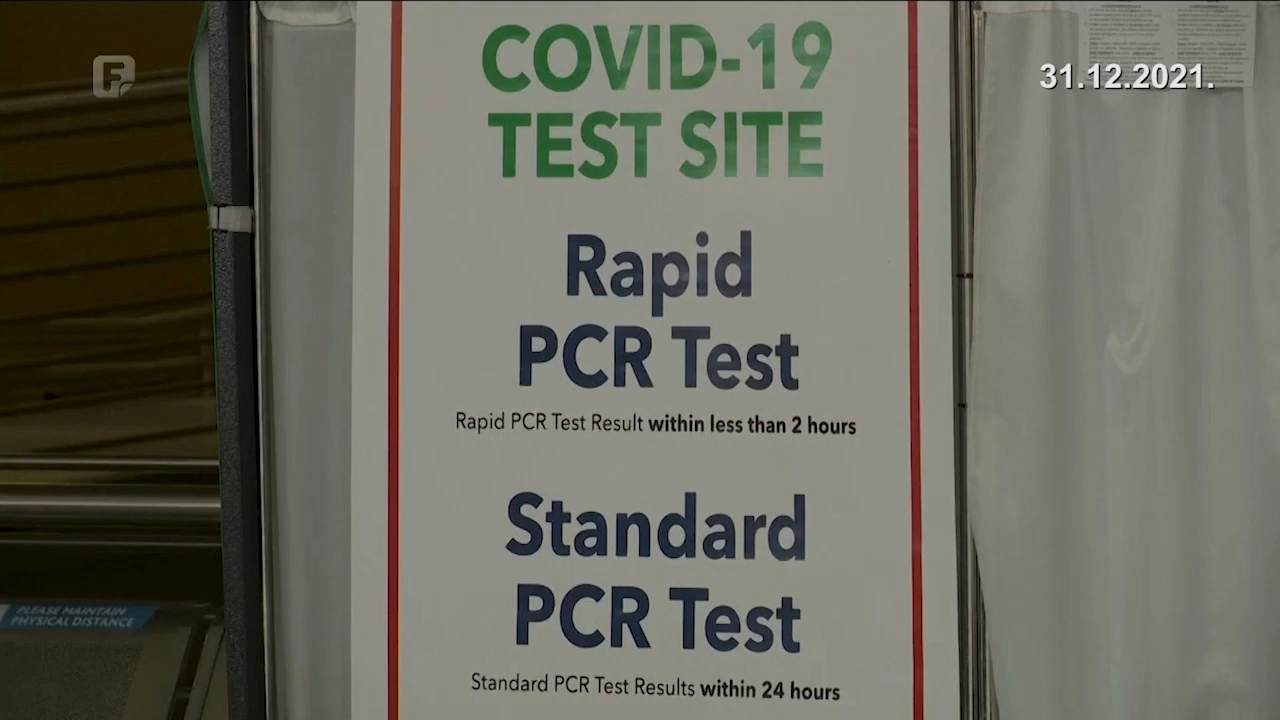 F
31.12.2021.
COVID-19
TEST SITE
Rapid
PCR Test
Rapid PCR Test Result within less than 2 hours
Standard
PCR Test
Standard PCR Test Results within 24 hours
PLEASE MAINTAIN
PHYSICAL DISTANCE